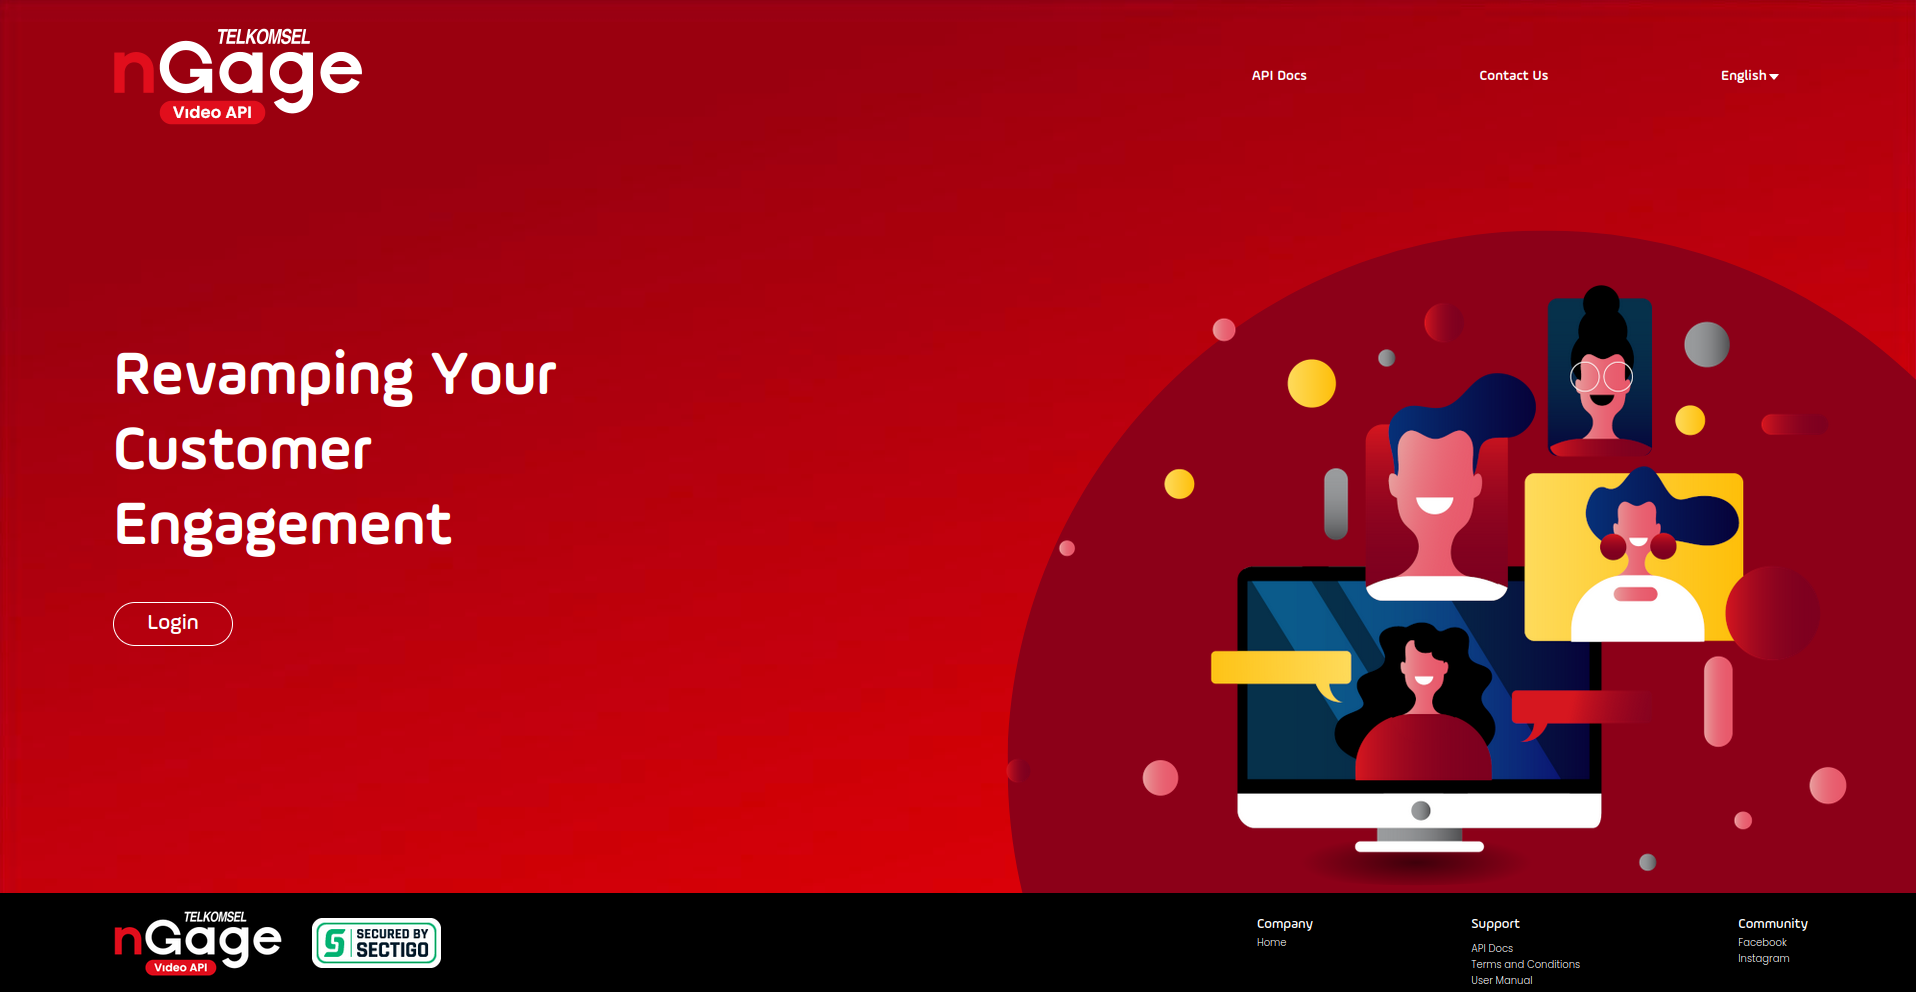 TELKOMSEL
nGage
Video API
API Docs
Contact Us
English
Revamping Your
Customer
Engagement
Login
TELKOMSEL
nGage
Video API
SECURED BY
SECTIGO
Company
Home
Support
API Docs
Terms and Conditions
User Manual
Community
Facebook
Instagram